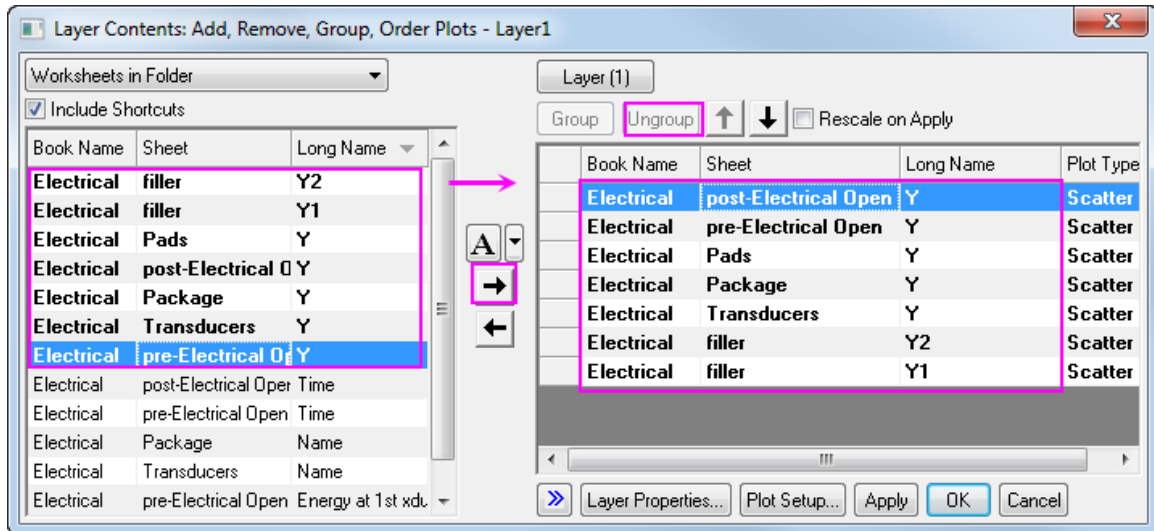 Layer Contents: Add, Remove, Group, Order Plots - Layer1
Worksheets in Folder
Include Shortcuts
Book Name Sheet Long Name
Electrical filler Y2
Electrical filler Y1
Electrical Pads Y
Electrical post-Electrical O Y
Electrical Package Y
Electrical Transducers Y
Electrical pre-Electrical Op Y
Electrical post-Electrical Oper Time
Electrical pre-Electrical Open Time
Electrical Package Name
Electrical Transducers Name
Electrical pre-Electrical Open Energy at 1st xdu
A
Layer (1)
Group Ungroup Rescale on Apply
Book Name Sheet Long Name Plot Type
Electrical post-Electrical Open Y Scatter
Electrical pre-Electrical Open Y Scatter
Electrical Pads Y Scatter
Electrical Package Y Scatter
Electrical Transducers Y Scatter
Electrical filler Y2 Scatter
Electrical filler Y1 Scatter
Layer Properties... Plot Setup... Apply OK Cancel